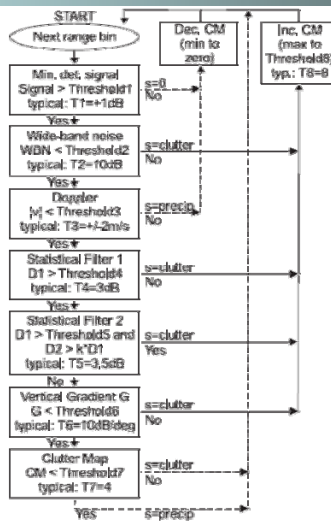 START
Next range bin
Dec. CM
(min to
zero)
Inc. CM
(max to
Threshold8)
typ.: T8=8
Min. det. signal
Signal > Threshold1
typical: T1=+1dB
s=0
No
Yes
Wide-band noise
WBN < Threshold2
typical: T2=10dB
s=clutter
No
Yes
Doppler
|v| < Threshold3
typical: T3=+/-2m/s
s=precip
No
Yes
Statistical Filter 1
D1 > Threshold4
typical: T4=3dB
s=clutter
No
Yes
Statistical Filter 2
D1 > Threshold5 and
D2 > k*D1
typical: T5=3,5dB
s=clutter
Yes
No
Vertical Gradient G
G < Threshold6
typical: T6=10dB/deg
s=clutter
No
Yes
Clutter Map
CM < Threshold7
typical: T7=4
s=clutter
No
Yes
s=precip